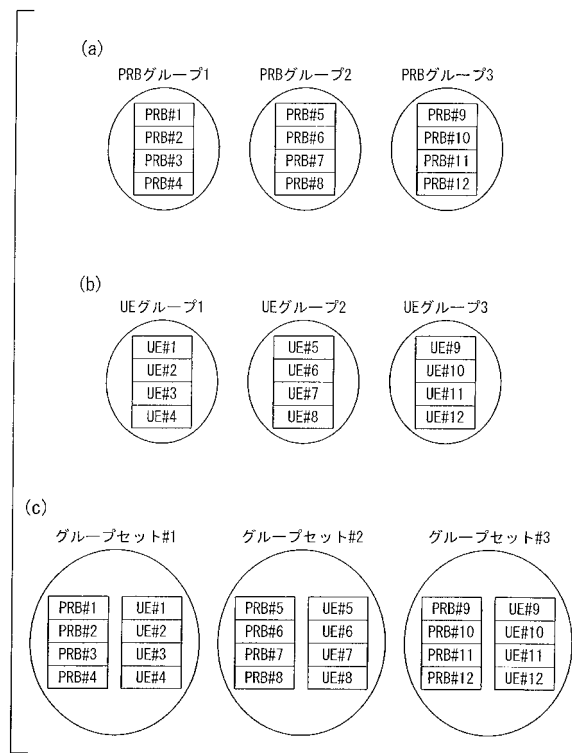 (a)
PRBグループ1 PRBグループ2 PRBグループ3
PRB#1 PRB#5 PRB#9
PRB#2 PRB#6 PRB#10
PRB#3 PRB#7 PRB#11
PRB#4 PRB#8 PRB#12
(b)
UEグループ1 UEグループ2 UEグループ3
UE#1 UE#5 UE#9
UE#2 UE#6 UE#10
UE#3 UE#7 UE#11
UE#4 UE#8 UE#12
(c)
グループセット#1 グループセット#2 グループセット#3
PRB#1 UE#1 PRB#5 UE#5 PRB#9 UE#9
PRB#2 UE#2 PRB#6 UE#6 PRB#10 UE#10
PRB#3 UE#3 PRB#7 UE#7 PRB#11 UE#11
PRB#4 UE#4 PRB#8 UE#8 PRB#12 UE#12